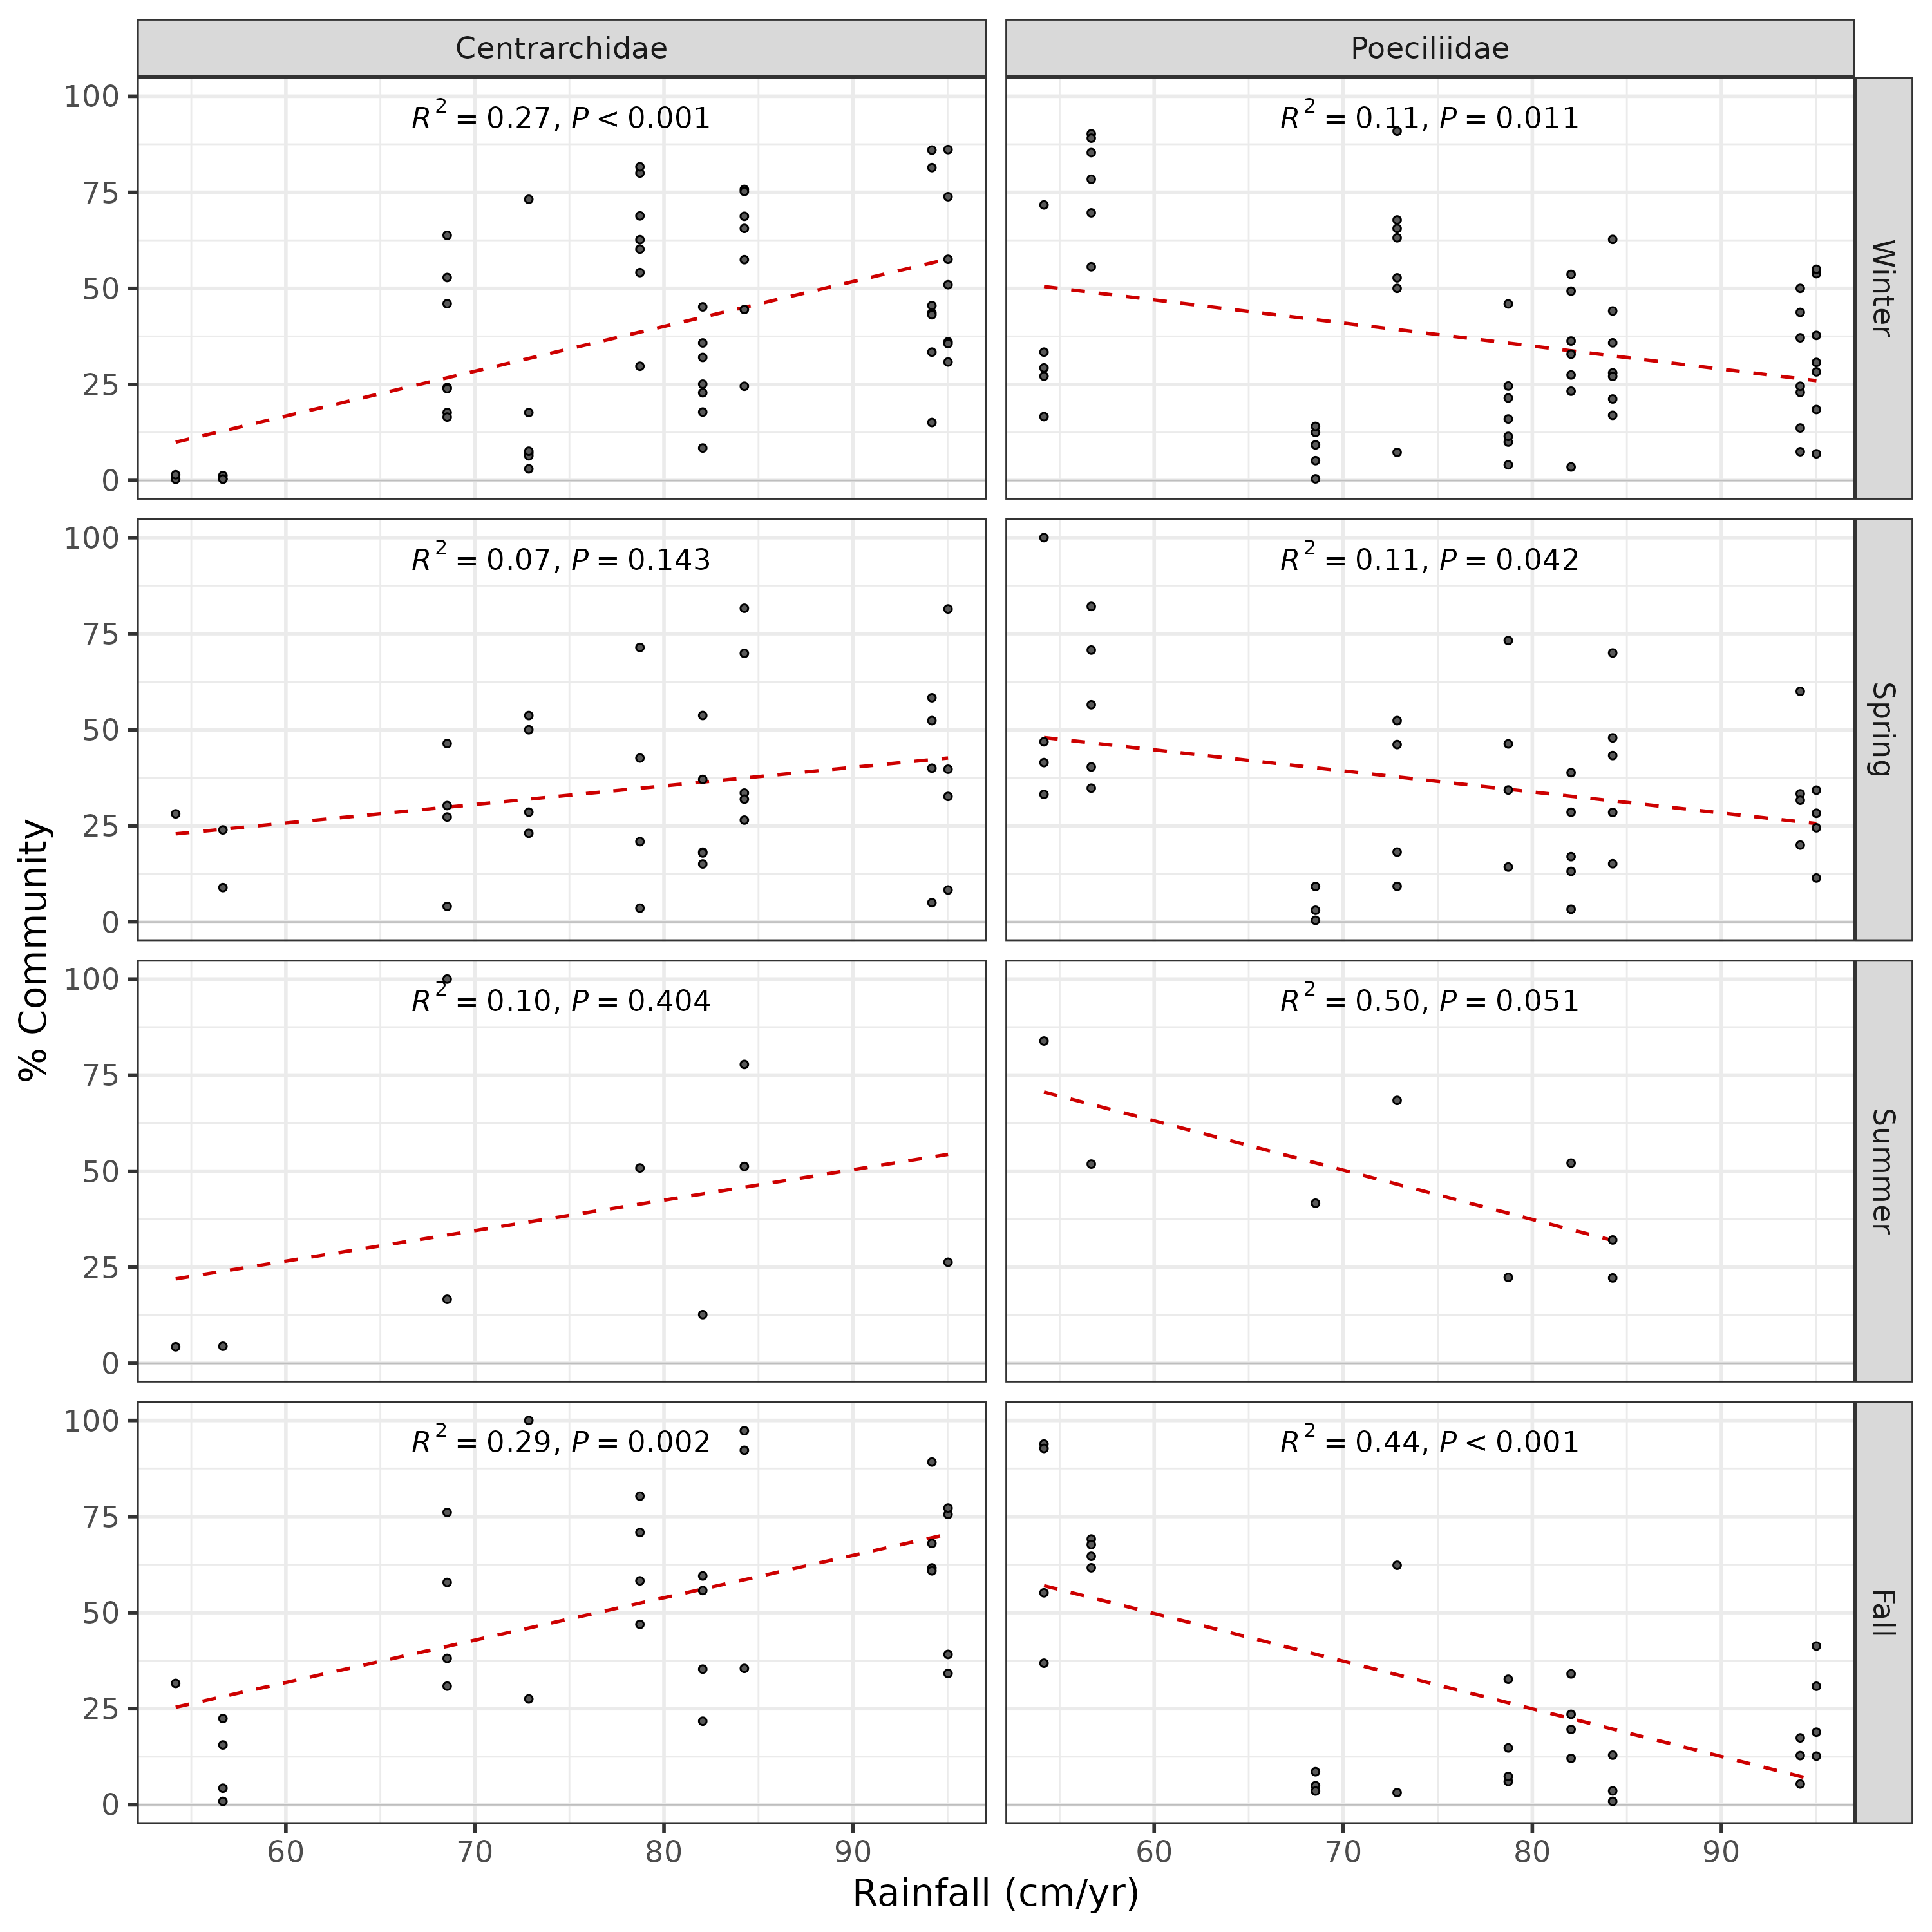 Centrarchidae
Poeciliidae
100
75
50
25
0
R² = 0.27, P < 0.001
R² = 0.11, P = 0.011
Winter
100
75
50
25
0
R² = 0.07, P = 0.143
R² = 0.11, P = 0.042
Spring
% Community
100
75
50
25
0
R² = 0.10, P = 0.404
R² = 0.50, P = 0.051
Summer
100
75
50
25
0
R² = 0.29, P = 0.002
R² = 0.44, P < 0.001
Fall
60 70 80 90
60 70 80 90
Rainfall (cm/yr)